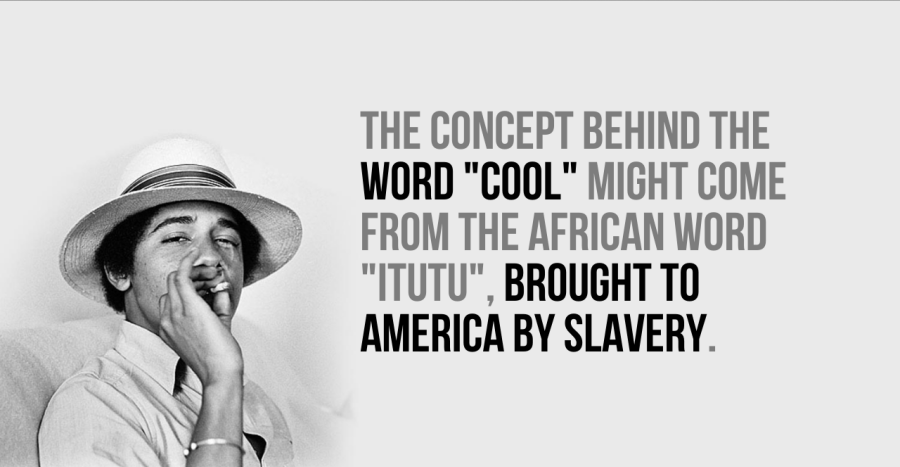 THE CONCEPT BEHIND THE
WORD "COOL" MIGHT COME
FROM THE AFRICAN WORD
"ITUTU", BROUGHT TO
AMERICA BY SLAVERY.